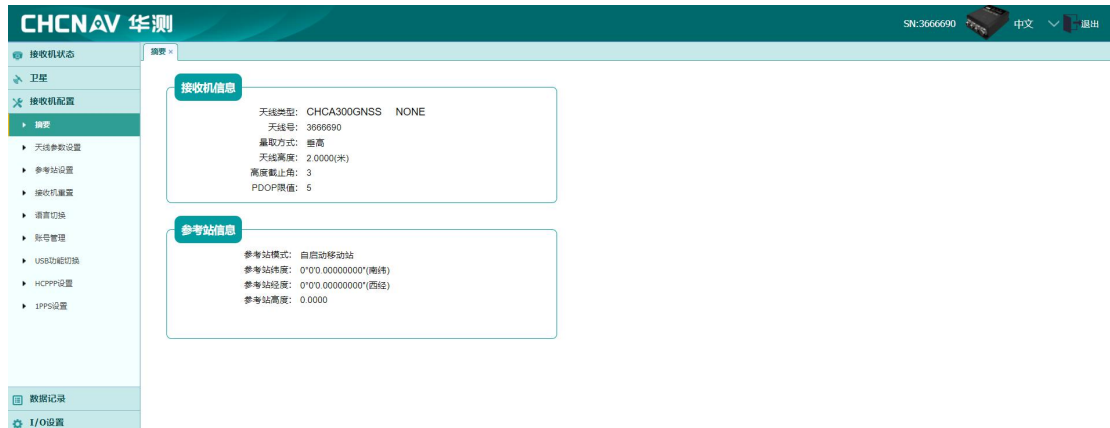 CHCNAV 华测
SN:3666690 中文 退出
接收机状态
卫星
接收机配置
摘要
天线参数设置
参考站设置
接收机重置
语言切换
账号管理
USB功能切换
HCPPP设置
1PPS设置
数据记录
I/O设置
摘要 ×
接收机信息
天线类型: CHCA300GNSS NONE
天线号: 3666690
量取方式: 垂高
天线高度: 2.0000(米)
高度截止角: 3
PDOP限值: 5
参考站信息
参考站模式: 自启动移动站
参考站纬度: 0°0'0.00000000"(南纬)
参考站经度: 0°0'0.00000000"(西经)
参考站高度: 0.0000